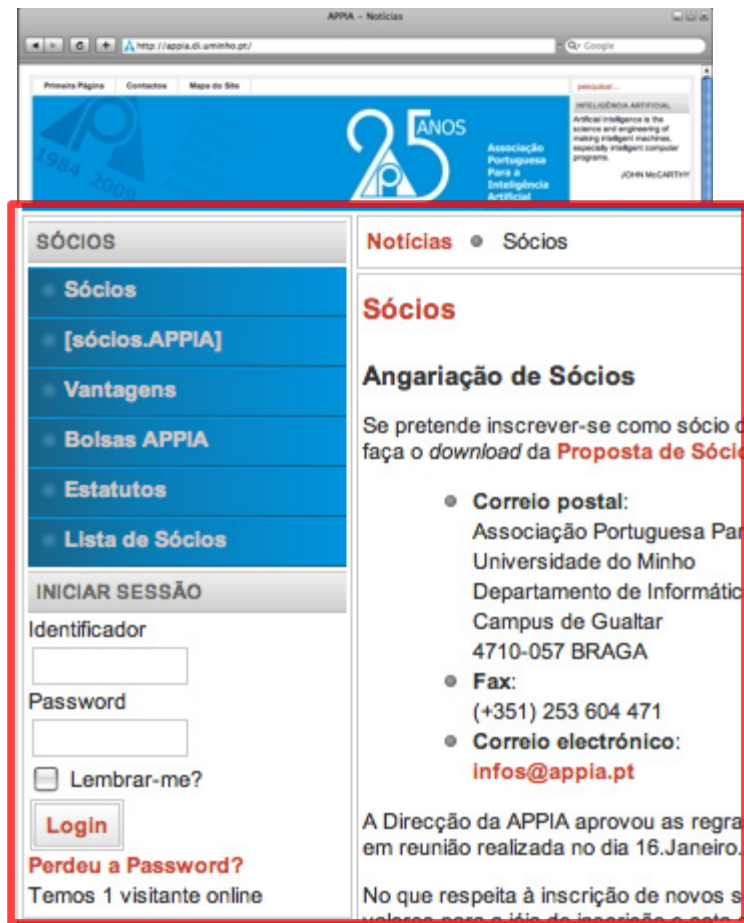 APPIA - Notícias
http://appia.di.uminho.pt/
Google
Primeira Página Contactos Mapa do Site
pesquisar...
25 ANOS
1984 2009
Associação
Portuguesa
Para a
Inteligência
Artificial
INTELIGÊNCIA ARTIFICIAL
Artificial intelligence is the
science and engineering of
making intelligent machines,
especially intelligent computer
programs.
JOHN McCARTHY
SÓCIOS
Sócios
[sócios.APPIA]
Vantagens
Bolsas APPIA
Estatutos
Lista de Sócios
INICIAR SESSÃO
Identificador
Password
Lembrar-me?
Login
Perdeu a Password?
Temos 1 visitante online
Notícias Sócios
Sócios
Angariação de Sócios
Se pretende inscrever-se como sócio
faça o download da Proposta de Sócio
Correio postal:
Associação Portuguesa Par
Universidade do Minho
Departamento de Informátic
Campus de Gualtar
4710-057 BRAGA
Fax:
(+351) 253 604 471
Correio electrónico:
infos@appia.pt
A Direcção da APPIA aprovou as regra
em reunião realizada no dia 16.Janeiro.
No que respeita à inscrição de novos s